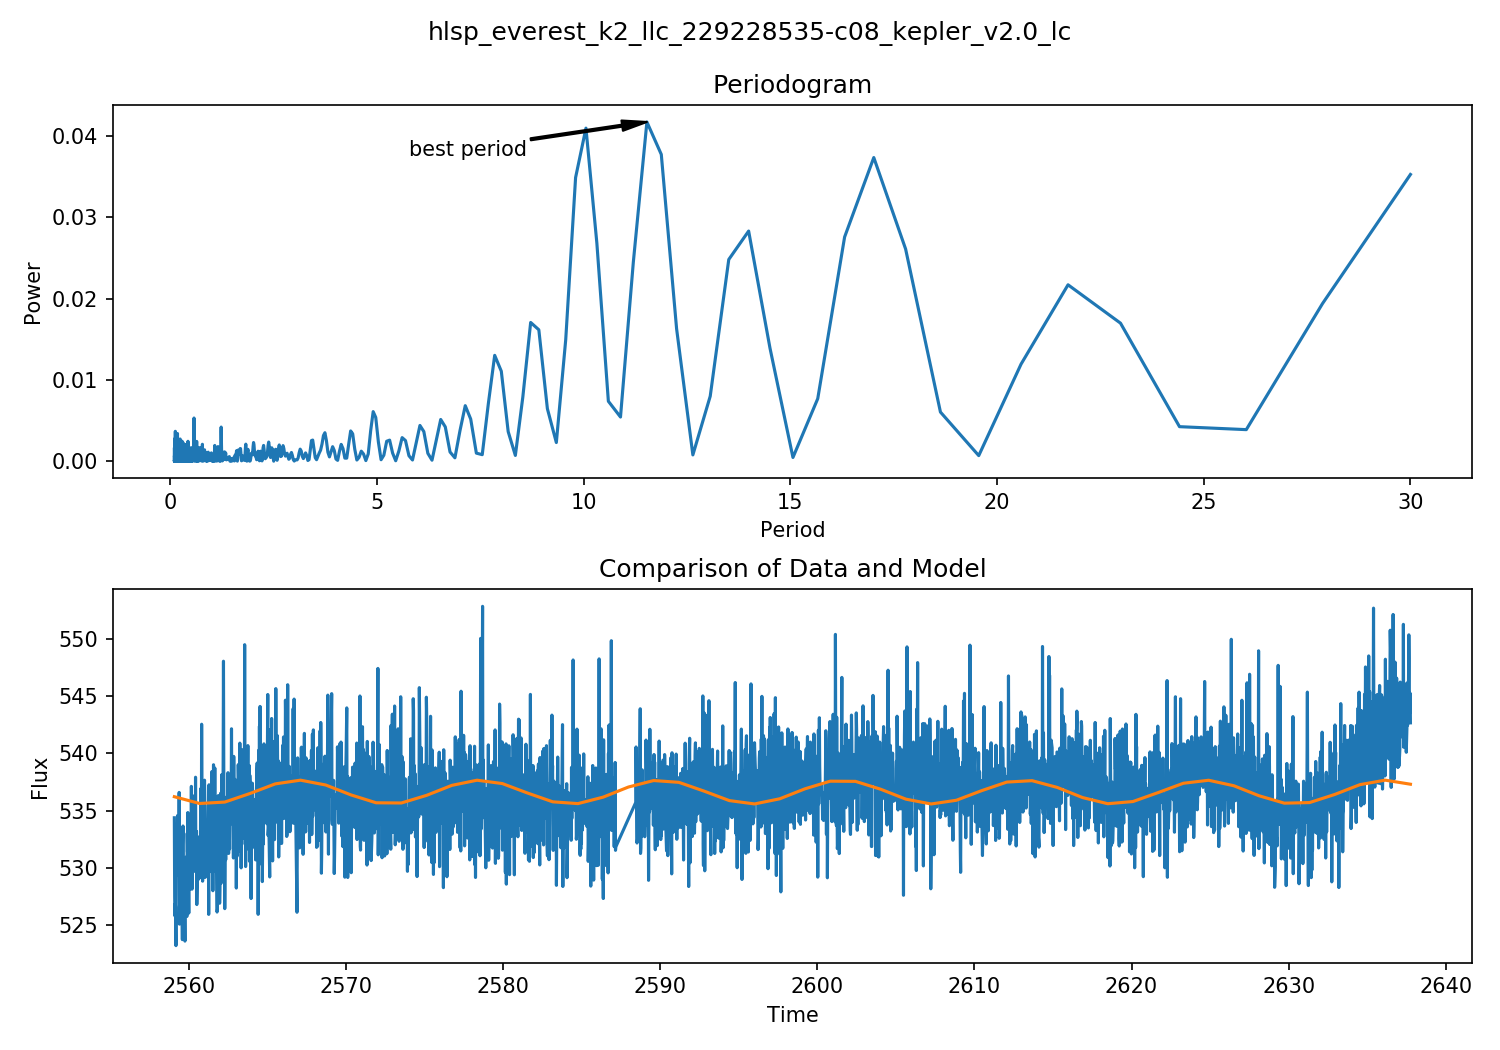 hlsp_everest_k2_llc_229228535-c08_kepler_v2.0_lc
Periodogram
0.04
0.03
0.02
0.01
0.00
Power
best period
0 5 10 15 20 25 30
Period
Comparison of Data and Model
550
545
540
535
530
525
Flux
2560 2570 2580 2590 2600 2610 2620 2630 2640
Time